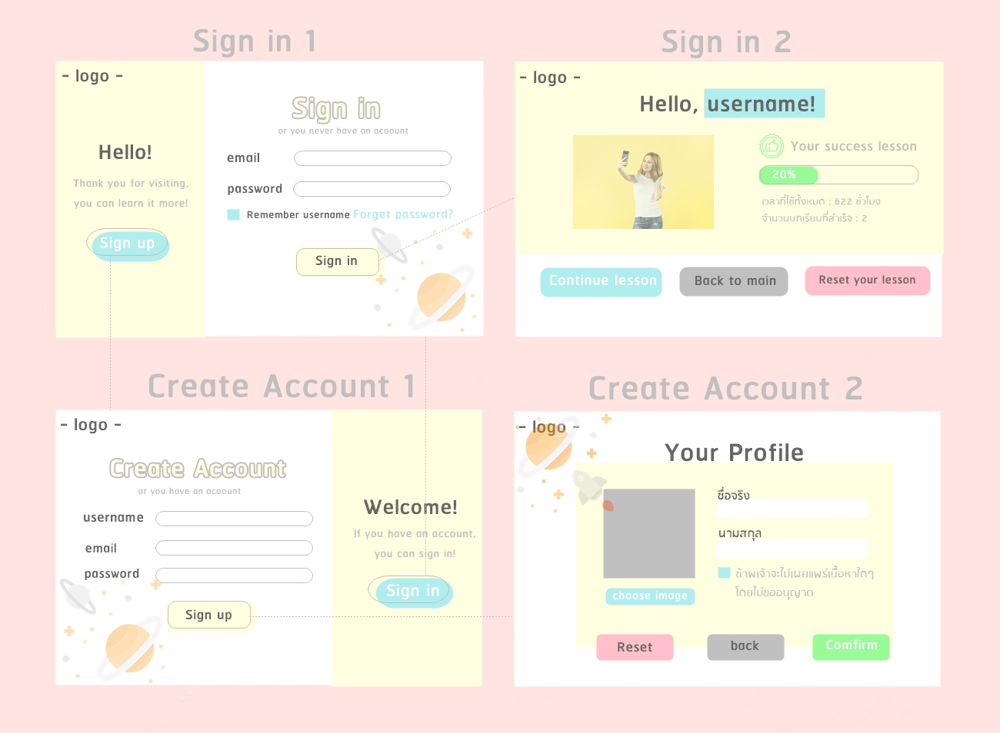 Sign in 1
- logo -
Hello!
Thank you for visiting,
you can learn it more!
Sign up
Sign in
or you never have an acoount
email
password
Remember username Forget password?
Sign in
Sign in 2
- logo -
Hello, username!
Your success lesson
20%
เวลาที่ใช้ทั้งหมด : 622 ชั่วโมง
จำนวนบทเรียนที่สำเร็จ : 2
Continue lesson
Back to main
Reset your lesson
Create Account 1
- logo -
Create Account
or you have an acoount
username
email
password
Sign up
Welcome!
If you have an account,
you can sign in!
Sign in
Create Account 2
- logo -
Your Profile
ชื่อจริง
นามสกุล
ข้าพเจ้าจะไม่เผยแพร่เนื้อหาใดๆ
โดยไม่ขออนุญาต
choose image
Reset
back
Comfirm